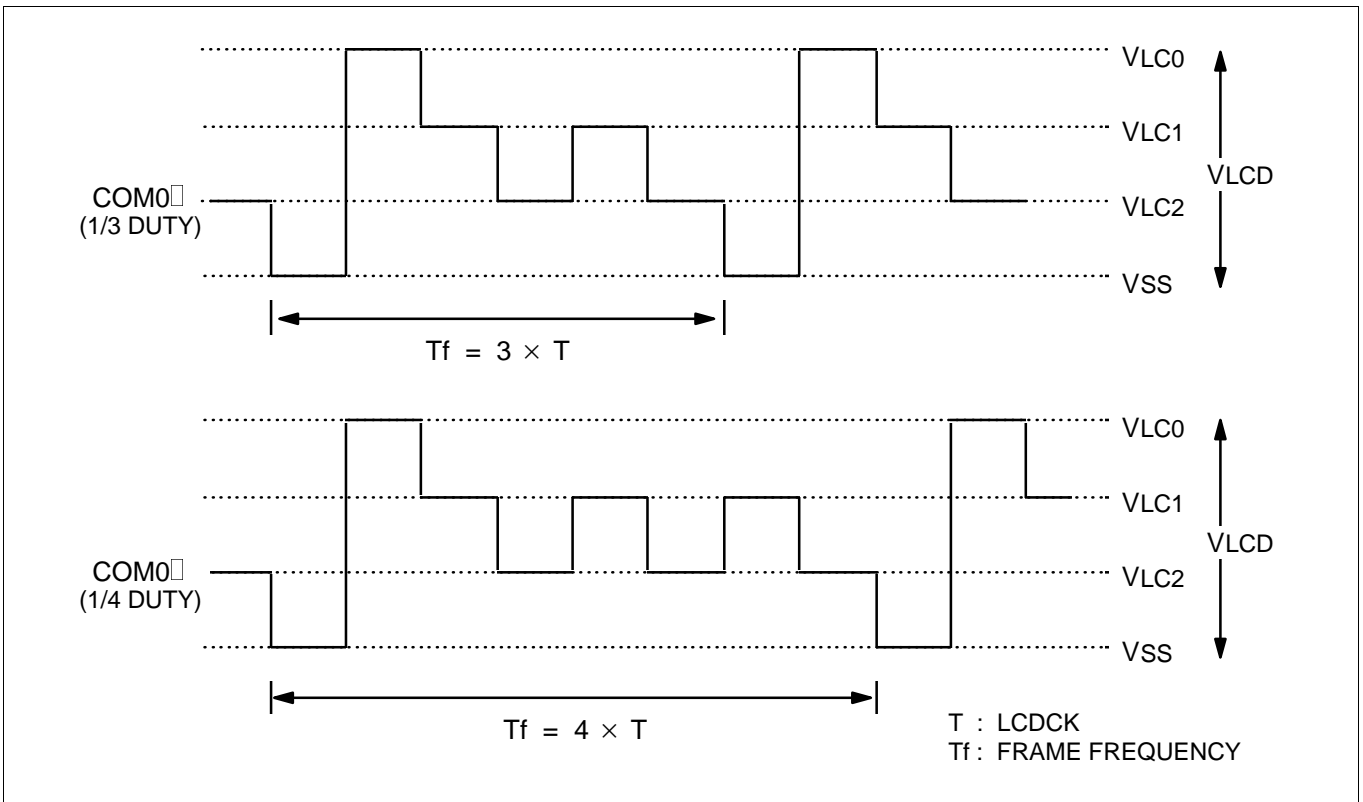 VLC0
VLC1
VLCD
COM0
VLC2
(1/3 DUTY)
VSS
Tf = 3 × T
VLC0
VLC1
VLCD
COM0
VLC2
(1/4 DUTY)
VSS
Tf = 4 × T
T : LCDCK
Tf : FRAME FREQUENCY